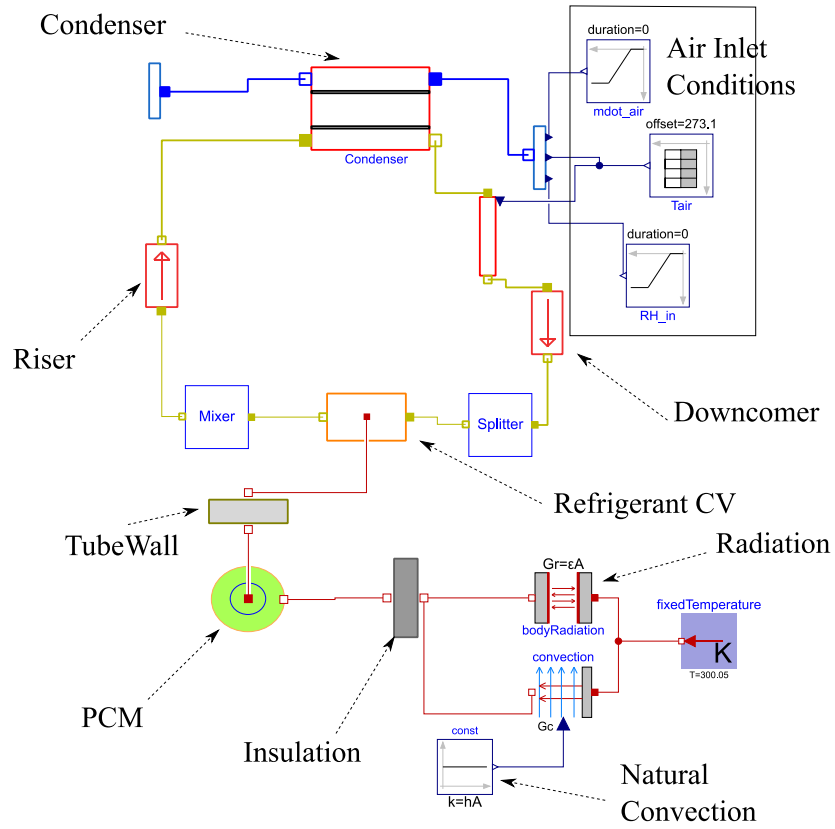 Condenser
duration=0
Air Inlet
Conditions
mdot_air
offset=273.1
Condenser
Tair
duration=0
RH_in
Riser
Downcomer
Mixer
Splitter
Refrigerant CV
TubeWall
Radiation
Gr=εA
fixedTemperature
bodyRadiation
K
convection
T=300.05
PCM
Insulation
Gc
const
k=hA
Natural
Convection